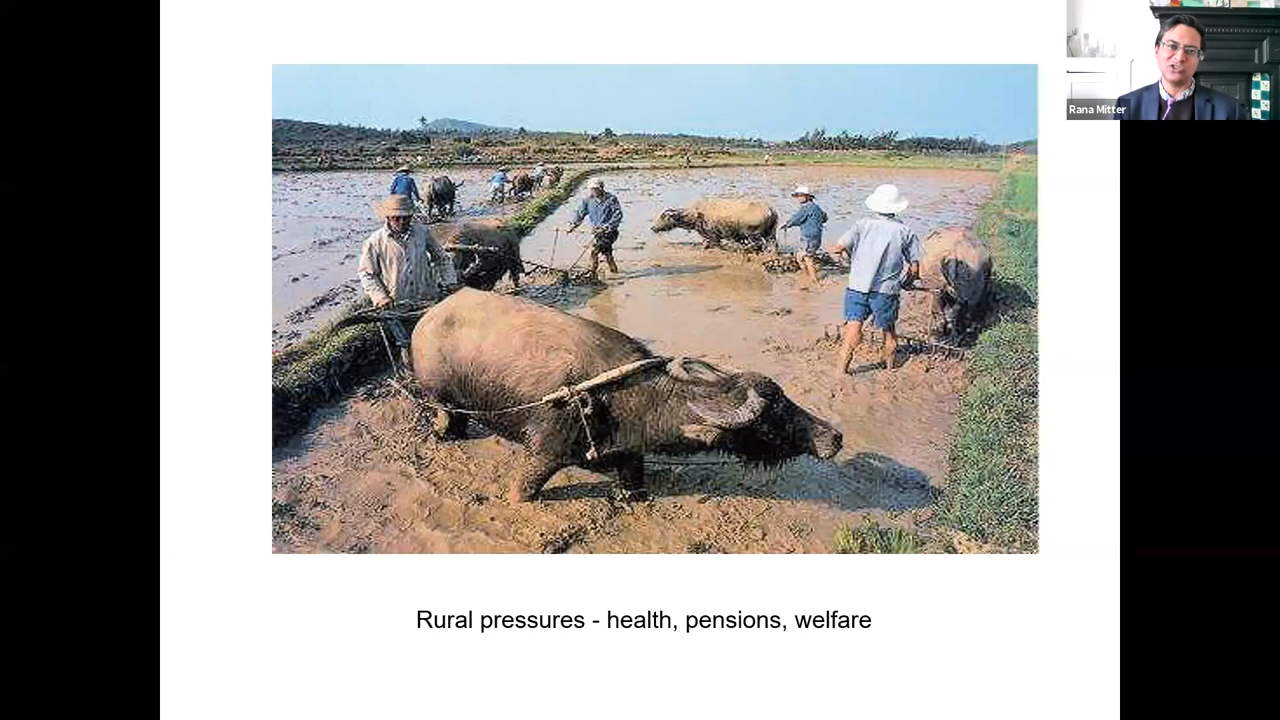 Rana Mitter
Rural pressures - health, pensions, welfare